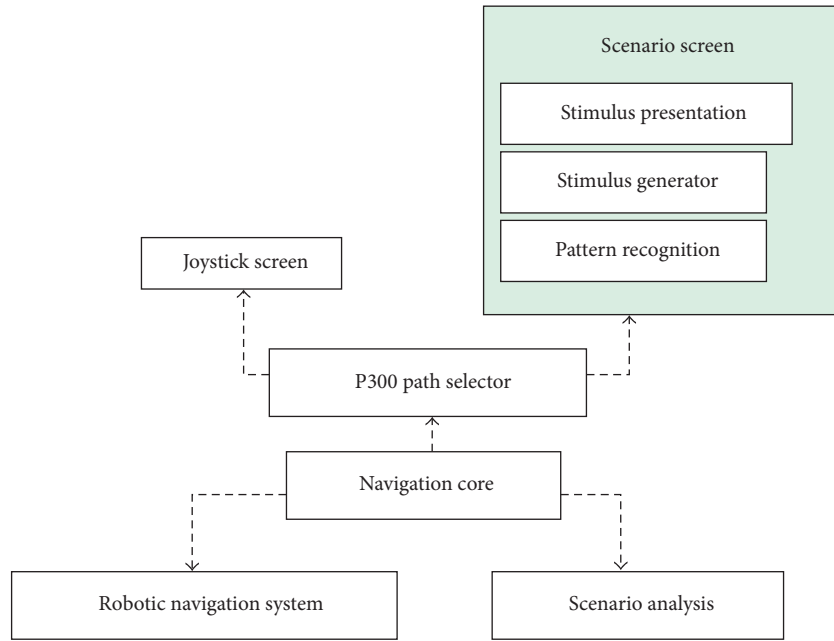 Scenario screen
Stimulus presentation
Stimulus generator
Pattern recognition
Joystick screen
P300 path selector
Navigation core
Robotic navigation system
Scenario analysis